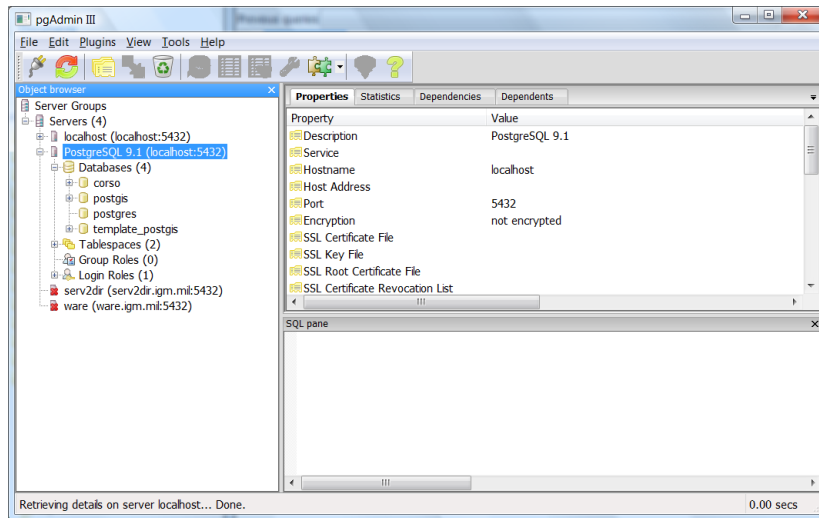 pgAdmin III
File Edit Plugins View Tools Help
Object browser
Server Groups
Servers (4)
localhost (localhost:5432)
PostgreSQL 9.1 (localhost:5432)
Databases (4)
corso
postgis
postgres
template_postgis
Tablespaces (2)
Group Roles (0)
Login Roles (1)
serv2dir (serv2dir.igm.mil:5432)
ware (ware.igm.mil:5432)
Properties Statistics Dependencies Dependents
Property Value
Description PostgreSQL 9.1
Service
Hostname localhost
Host Address
Port 5432
Encryption not encrypted
SSL Certificate File
SSL Key File
SSL Root Certificate File
SSL Certificate Revocation List
SQL pane
Retrieving details on server localhost... Done. 0.00 secs